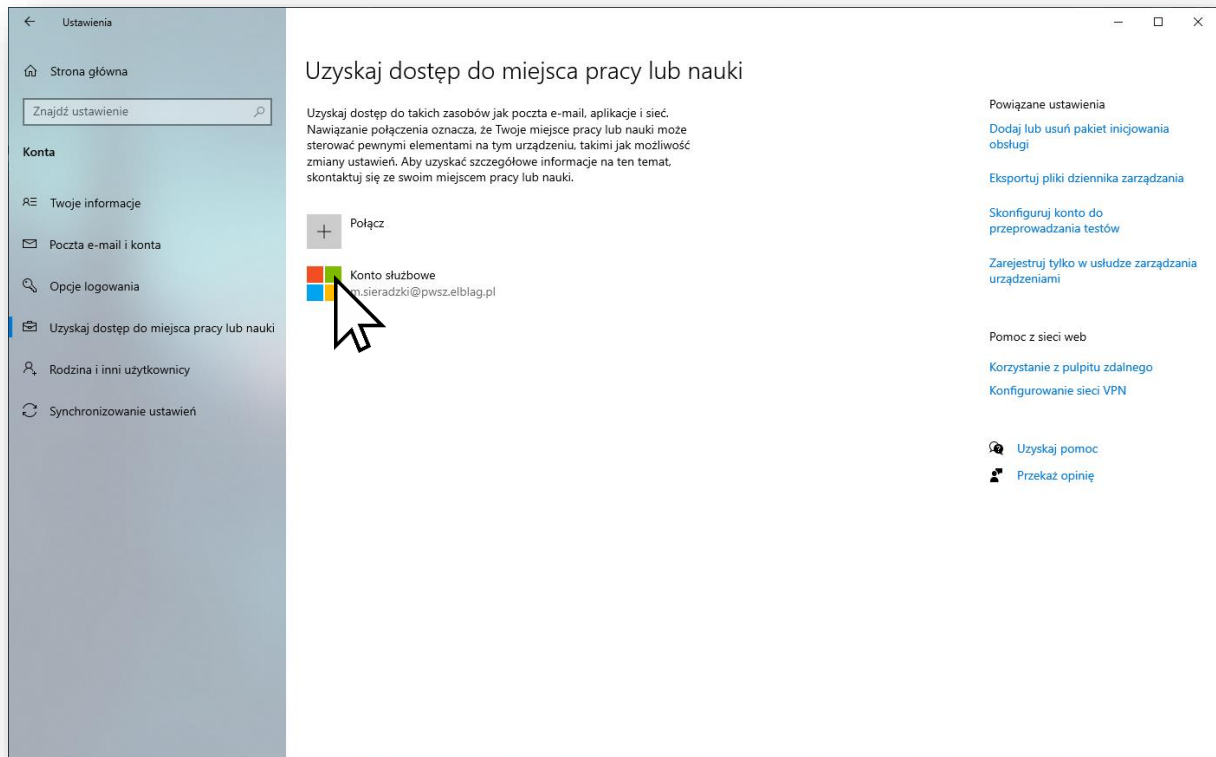 Ustawienia
Strona główna
Znajdź ustawienie
Konta
Twoje informacje
Poczta e-mail i konta
Opcje logowania
Uzyskaj dostęp do miejsca pracy lub nauki
Rodzina i inni użytkownicy
Synchronizowanie ustawień
Uzyskaj dostęp do miejsca pracy lub nauki
Uzyskaj dostęp do takich zasobów jak poczta e-mail, aplikacje i sieć.
Nawiązanie połączenia oznacza, że Twoje miejsce pracy lub nauki może
sterować pewnymi elementami na tym urządzeniu, takimi jak możliwość
zmiany ustawień. Aby uzyskać szczegółowe informacje na ten temat,
skontaktuj się ze swoim miejscem pracy lub nauki.
Połącz
Konto służbowe
m.sieradzki@pwsz.elblag.pl
Powiązane ustawienia
Dodaj lub usuń pakiet inicjowania
obsługi
Eksportuj pliki dziennika zarządzania
Skonfiguruj konto do
przeprowadzania testów
Zarejestruj tylko w usłudze zarządzania
urządzeniami
Pomoc z sieci web
Korzystanie z pulpitu zdalnego
Konfigurowanie sieci VPN
Uzyskaj pomoc
Przekaż opinię